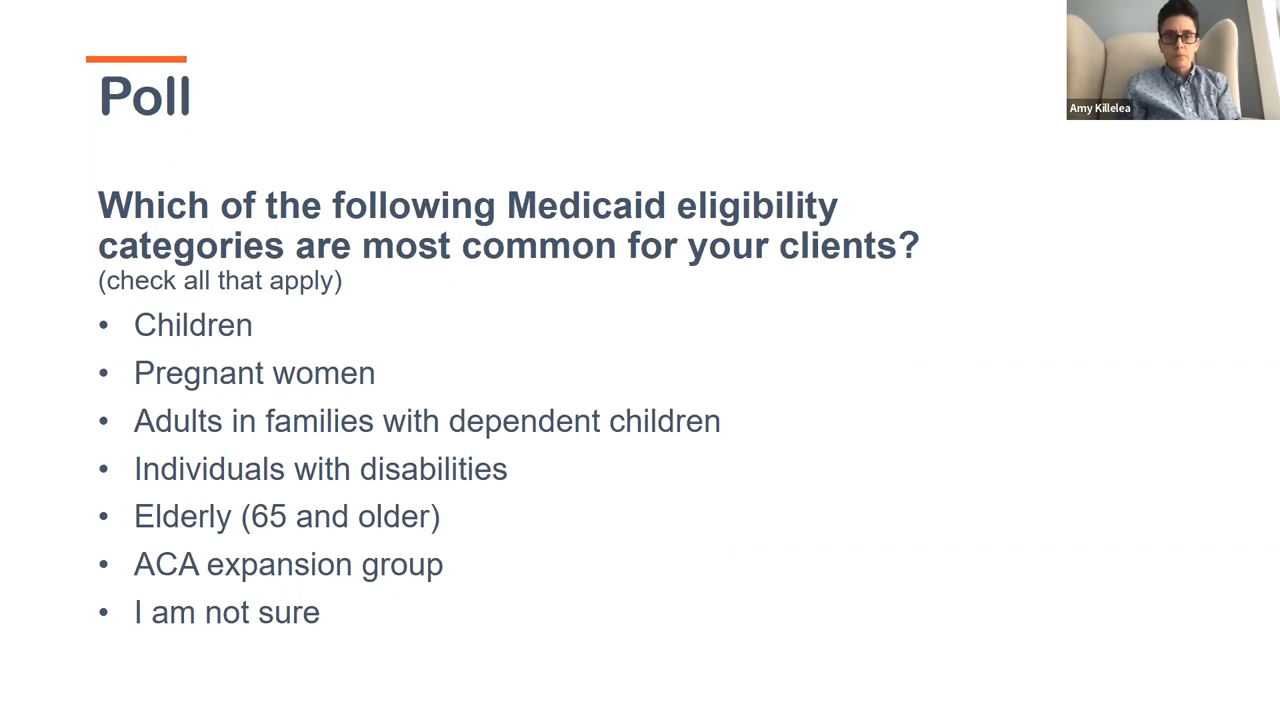 Poll
Amy Killelea
Which of the following Medicaid eligibility
categories are most common for your clients?
(check all that apply)
• Children
• Pregnant women
• Adults in families with dependent children
• Individuals with disabilities
• Elderly (65 and older)
• ACA expansion group
• I am not sure